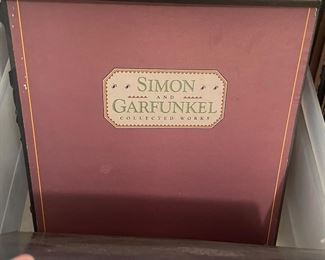 SIMON
AND
GARFUNKEL
COLLECTED WORKS